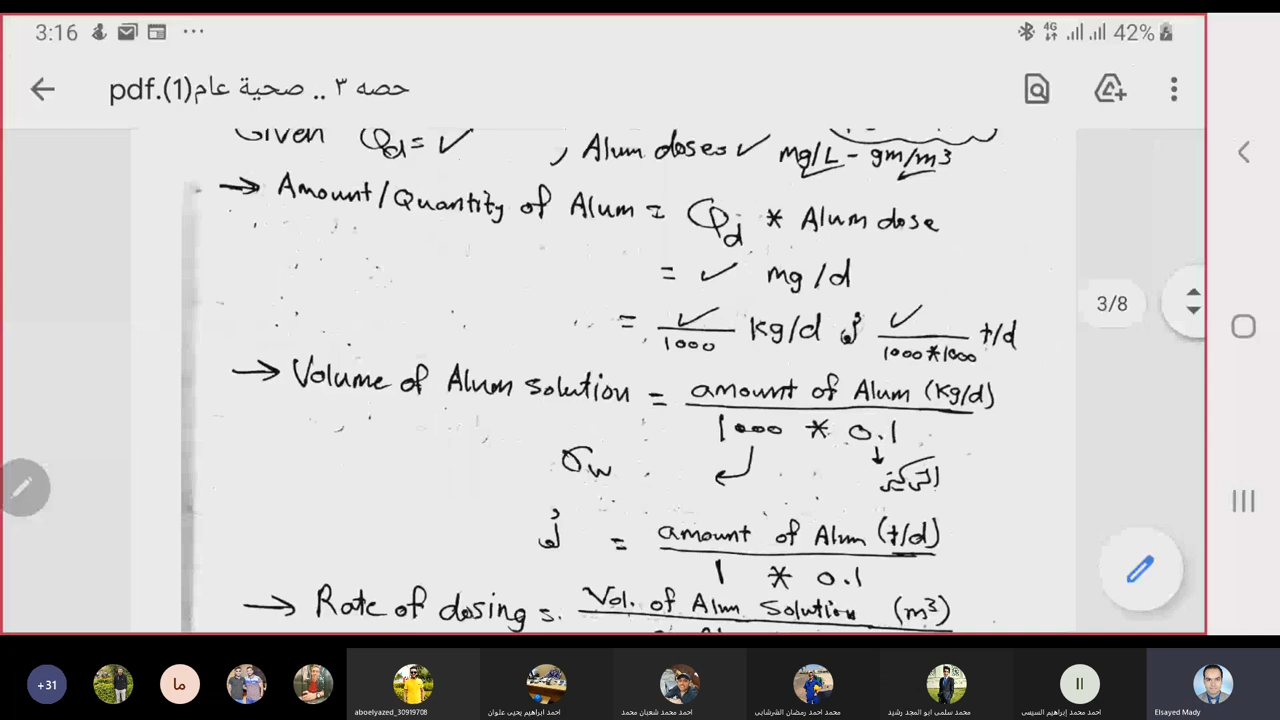 3:16 ... 4G 42%
حصه ٣ .. صحية عام(1).pdf
Given Qd = ✓ , Alum doses ✓ mg/L - gm/m3
→ Amount/Quantity of Alum = Qd * Alum dose
= ✓ mg/d
= ✓/1000 kg/d أو ✓/1000*1000 t/d
3/8
→ Volume of Alum solution = amount of Alum (kg/d)
1000 * 0.1
σw التركيز
أو = amount of Alum (t/d)
1 * 0.1
→ Rate of dosing = Vol. of Alum Solution (m3)
+31
ما
aboelyazed_30919708
احمد ابراهيم يحيى علوان
احمد محمد شعبان محمد
محمد احمد رمضان الشرشابى
محمد سلمى ابو المجد رشيد
احمد محمد إبراهيم السيسى
Elsayed Mady